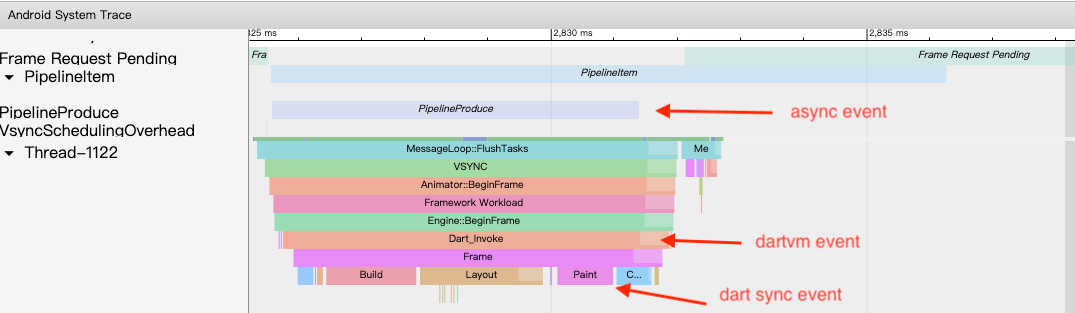 Android System Trace
2,830 ms
2,835 ms
Frame Request Pending
Fra
Frame Request Pending
PipelineItem
PipelineItem
PipelineProduce
PipelineProduce
async event
VsyncSchedulingOverhead
Thread-1122
MessageLoop::FlushTasks
Me
VSYNC
Animator::BeginFrame
Framework Workload
Engine::BeginFrame
Dart_Invoke
dartvm event
Frame
Build
Layout
Paint
C...
dart sync event